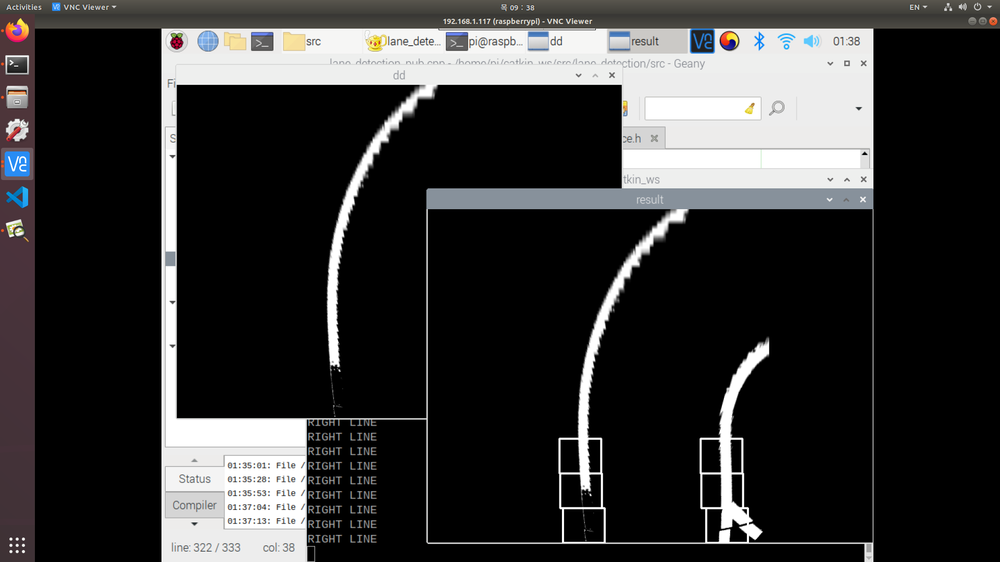 Activities
VNC Viewer
목 09 : 38
EN
192.168.1.117 (raspberrypi) - VNC Viewer
src
lane_dete...
pi@raspb...
dd
result
01:38
lane_detection_pub.cpp - /home/pi/catkin_ws/src/lane_detection/src - Geany
Fi
dd
S
ce.h
tkin_ws
result
RIGHT LINE
RIGHT LINE
RIGHT LINE
RIGHT LINE
RIGHT LINE
RIGHT LINE
RIGHT LINE
RIGHT LINE
RIGHT LINE
Status
Compiler
01:35:01: File /
01:35:28: File /
01:35:53: File /
01:37:04: File /
01:37:13: File /
line: 322 / 333
col: 38